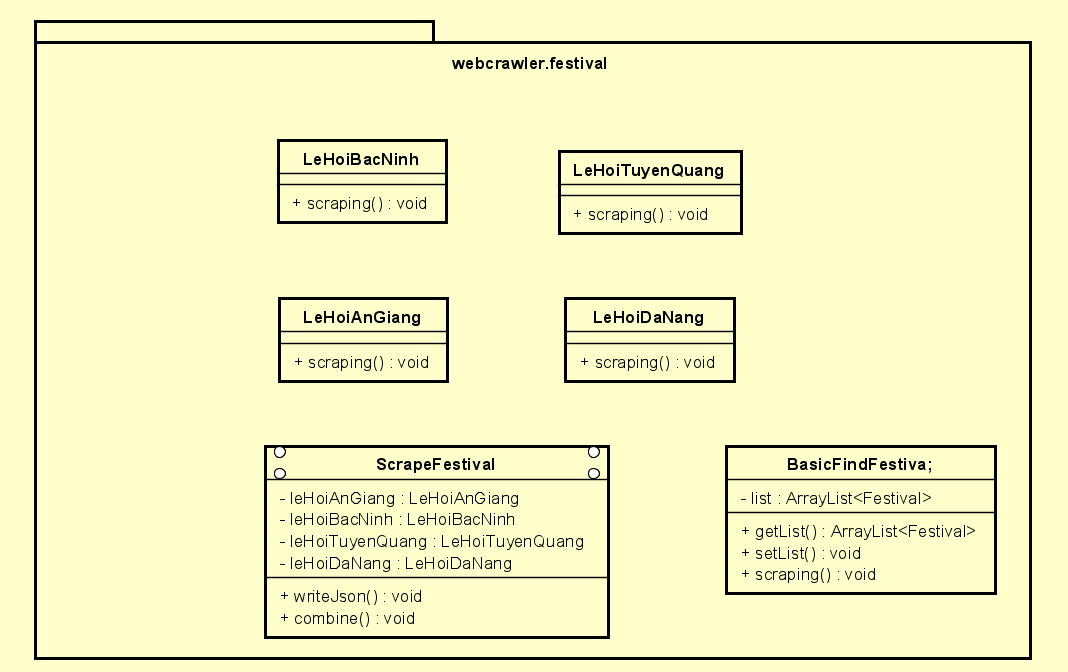 webcrawler.festival
LeHoiBacNinh
+ scraping() : void
LeHoiTuyenQuang
+ scraping() : void
LeHoiAnGiang
+ scraping() : void
LeHoiDaNang
+ scraping() : void
ScrapeFestival
- leHoiAnGiang : LeHoiAnGiang
- leHoiBacNinh : LeHoiBacNinh
- leHoiTuyenQuang : LeHoiTuyenQuang
- leHoiDaNang : LeHoiDaNang
+ writeJson() : void
+ combine() : void
BasicFindFestiva;
- list : ArrayList<Festival>
+ getList() : ArrayList<Festival>
+ setList() : void
+ scraping() : void